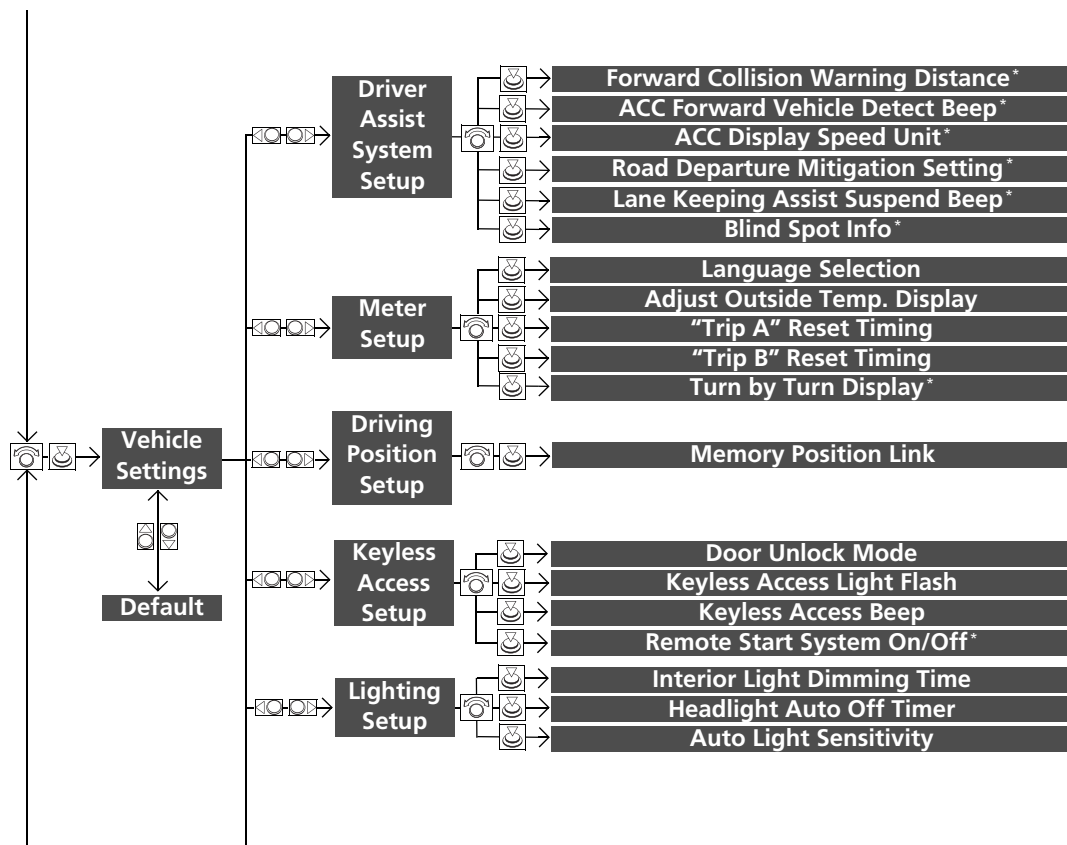 Driver
Assist
System
Setup
Forward Collision Warning Distance*
ACC Forward Vehicle Detect Beep*
ACC Display Speed Unit*
Road Departure Mitigation Setting*
Lane Keeping Assist Suspend Beep*
Blind Spot Info*
Meter
Setup
Language Selection
Adjust Outside Temp. Display
“Trip A” Reset Timing
“Trip B” Reset Timing
Turn by Turn Display*
Vehicle
Settings
Default
Driving
Position
Setup
Memory Position Link
Keyless
Access
Setup
Door Unlock Mode
Keyless Access Light Flash
Keyless Access Beep
Remote Start System On/Off*
Lighting
Setup
Interior Light Dimming Time
Headlight Auto Off Timer
Auto Light Sensitivity